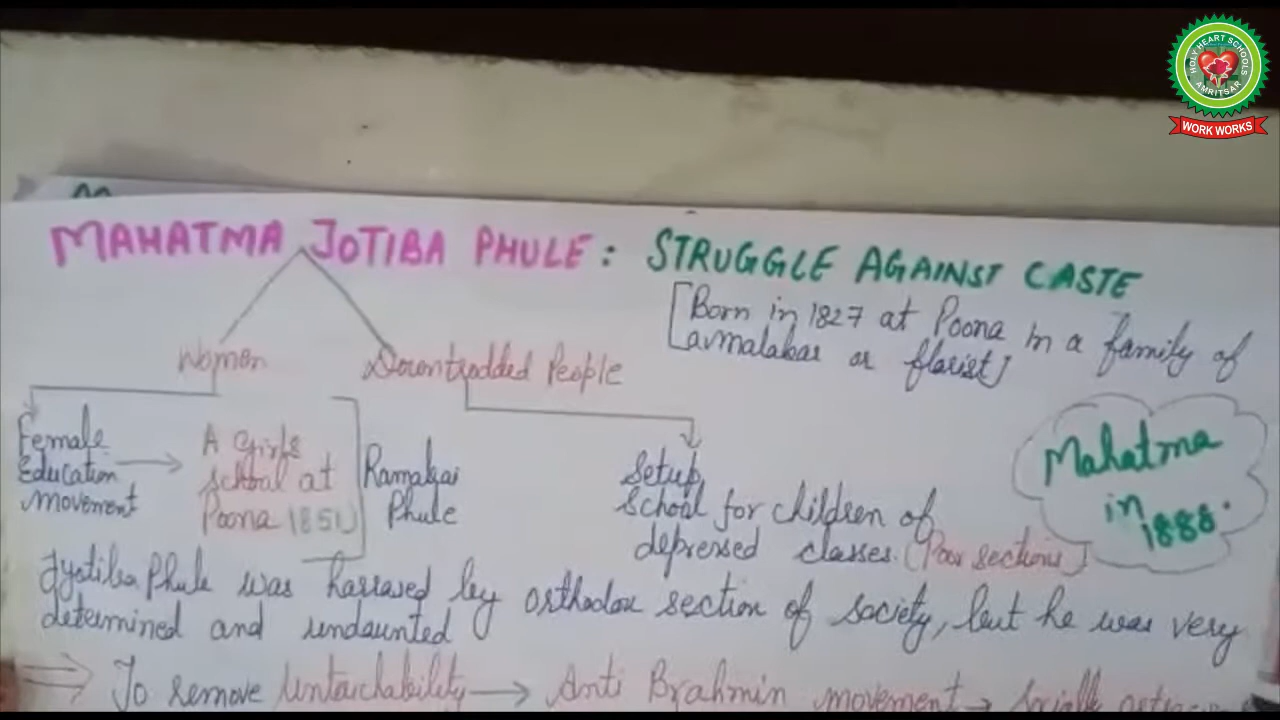 HOLY HEART SCHOOLS
AMRITSAR
WORK WORKS
MAHATMA JOTIBA PHULE: STRUGGLE AGAINST CASTE
[Born in 1827 at Poona in a family of
or florist]
Women
Downtrodded People
Female
Education
movement
A Girls
school at
Poona 1851
Phule
Setup
School for children of
depressed classes. (Poor sections)
Mahatma
in
1888.
Jyotiba Phule was harrased by orthodox section of society, but he was very
determined and undaunted
To remove Untouchability → Anti Brahmin movement →